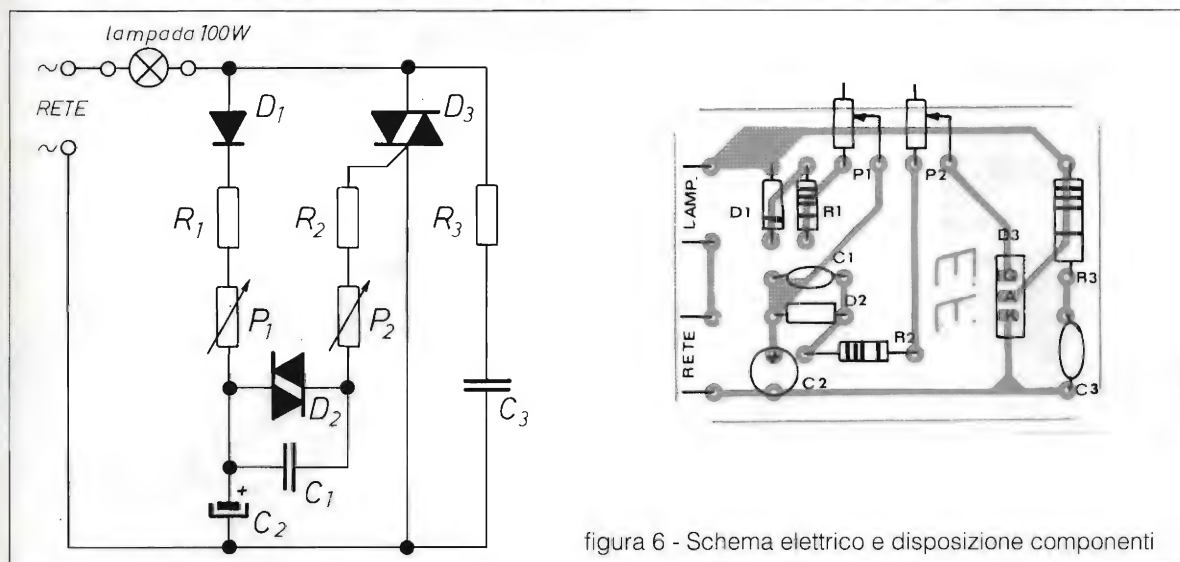 lampada 100W
RETE
D1
D3
R1
R2
R3
P1
P2
D2
C1
C3
+
C2
LAMP.
RETE
P1
P2
D1
R1
C1
D2
D3
G
A
K
R3
R2
+
C2
C3
EF
figura 6 - Schema elettrico e disposizione componenti